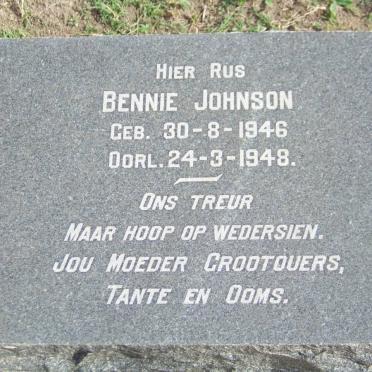 HIER RUS
BENNIE JOHNSON
GEB. 30-8-1946
OORL. 24-3-1948.
ONS TREUR
MAAR HOOP OP WEDERSIEN.
JOU MOEDER GROOTOUERS,
TANTE EN OOMS.